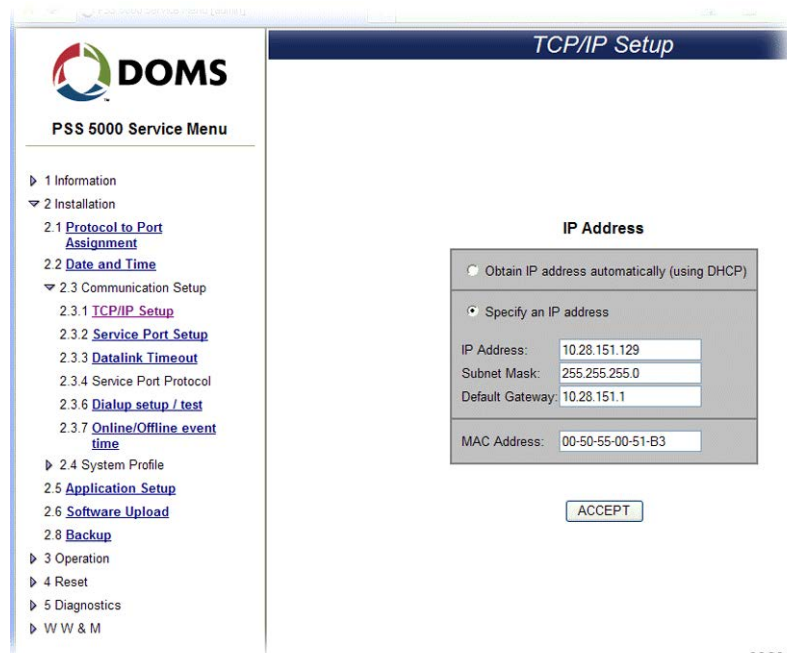 TCP/IP Setup
DOMS
PSS 5000 Service Menu
1 Information
2 Installation
2.1 Protocol to Port
Assignment
2.2 Date and Time
2.3 Communication Setup
2.3.1 TCP/IP Setup
2.3.2 Service Port Setup
2.3.3 Datalink Timeout
2.3.4 Service Port Protocol
2.3.6 Dialup setup / test
2.3.7 Online/Offline event
time
2.4 System Profile
2.5 Application Setup
2.6 Software Upload
2.8 Backup
3 Operation
4 Reset
5 Diagnostics
W W & M
IP Address
Obtain IP address automatically (using DHCP)
Specify an IP address
IP Address: 10.28.151.129
Subnet Mask: 255.255.255.0
Default Gateway: 10.28.151.1
MAC Address: 00-50-55-00-51-B3
ACCEPT